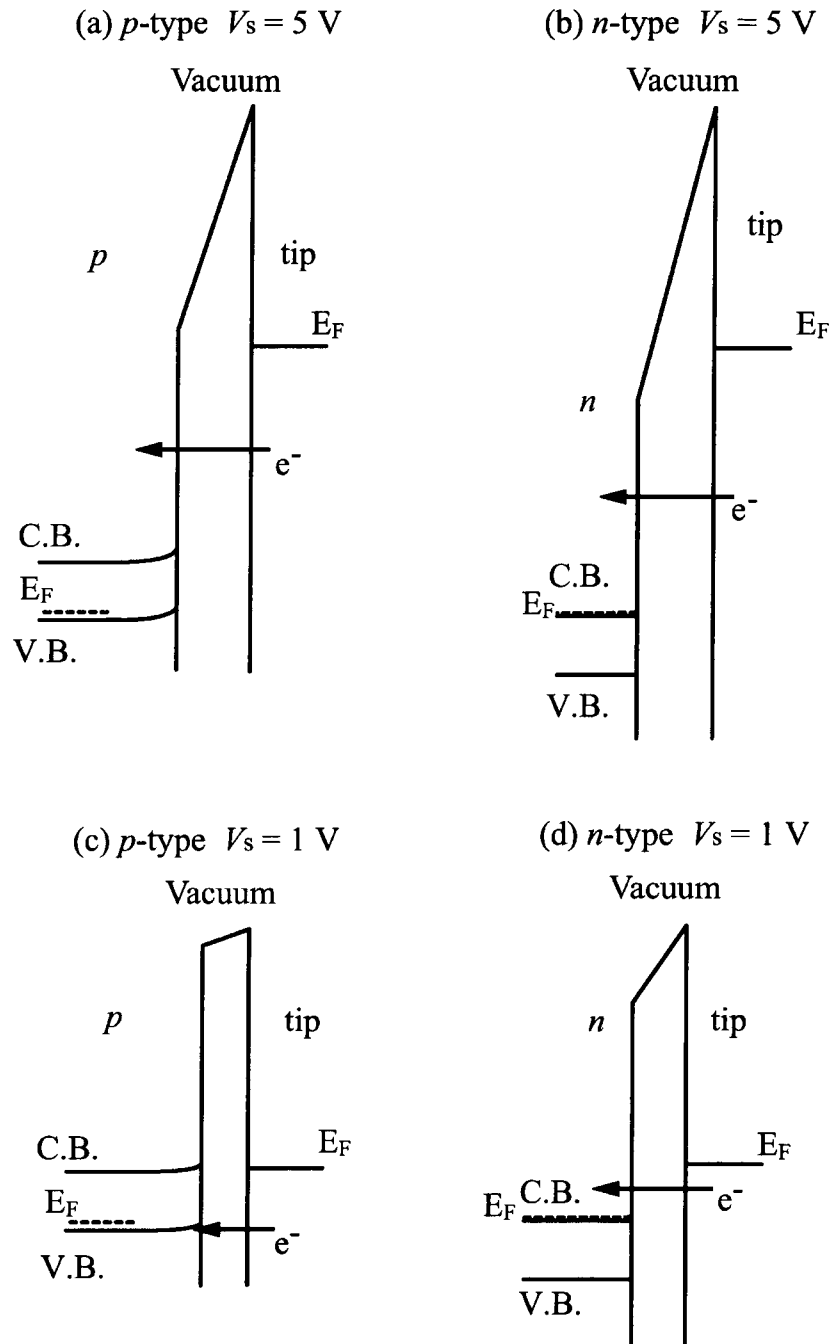 (a) p-type Vs = 5 V
Vacuum
p
tip
EF
e-
C.B.
EF
V.B.
(b) n-type Vs = 5 V
Vacuum
tip
EF
n
e-
C.B.
EF
V.B.
(c) p-type Vs = 1 V
Vacuum
p
tip
C.B.
EF
EF
e-
V.B.
(d) n-type Vs = 1 V
Vacuum
n
tip
EF
C.B.
e-
EF
V.B.